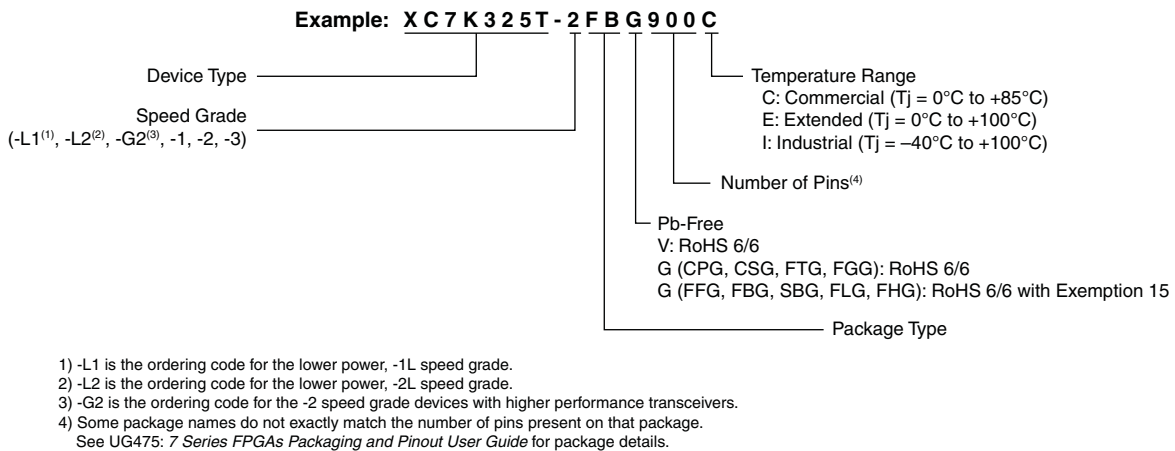 Example: XC7K325T-2FBG900C
Device Type
Speed Grade
(-L1(1), -L2(2), -G2(3), -1, -2, -3)
Temperature Range
C: Commercial (Tj = 0°C to +85°C)
E: Extended (Tj = 0°C to +100°C)
I: Industrial (Tj = –40°C to +100°C)
Number of Pins(4)
Pb-Free
V: RoHS 6/6
G (CPG, CSG, FTG, FGG): RoHS 6/6
G (FFG, FBG, SBG, FLG, FHG): RoHS 6/6 with Exemption 15
Package Type
1) -L1 is the ordering code for the lower power, -1L speed grade.
2) -L2 is the ordering code for the lower power, -2L speed grade.
3) -G2 is the ordering code for the -2 speed grade devices with higher performance transceivers.
4) Some package names do not exactly match the number of pins present on that package.
See UG475: 7 Series FPGAs Packaging and Pinout User Guide for package details.